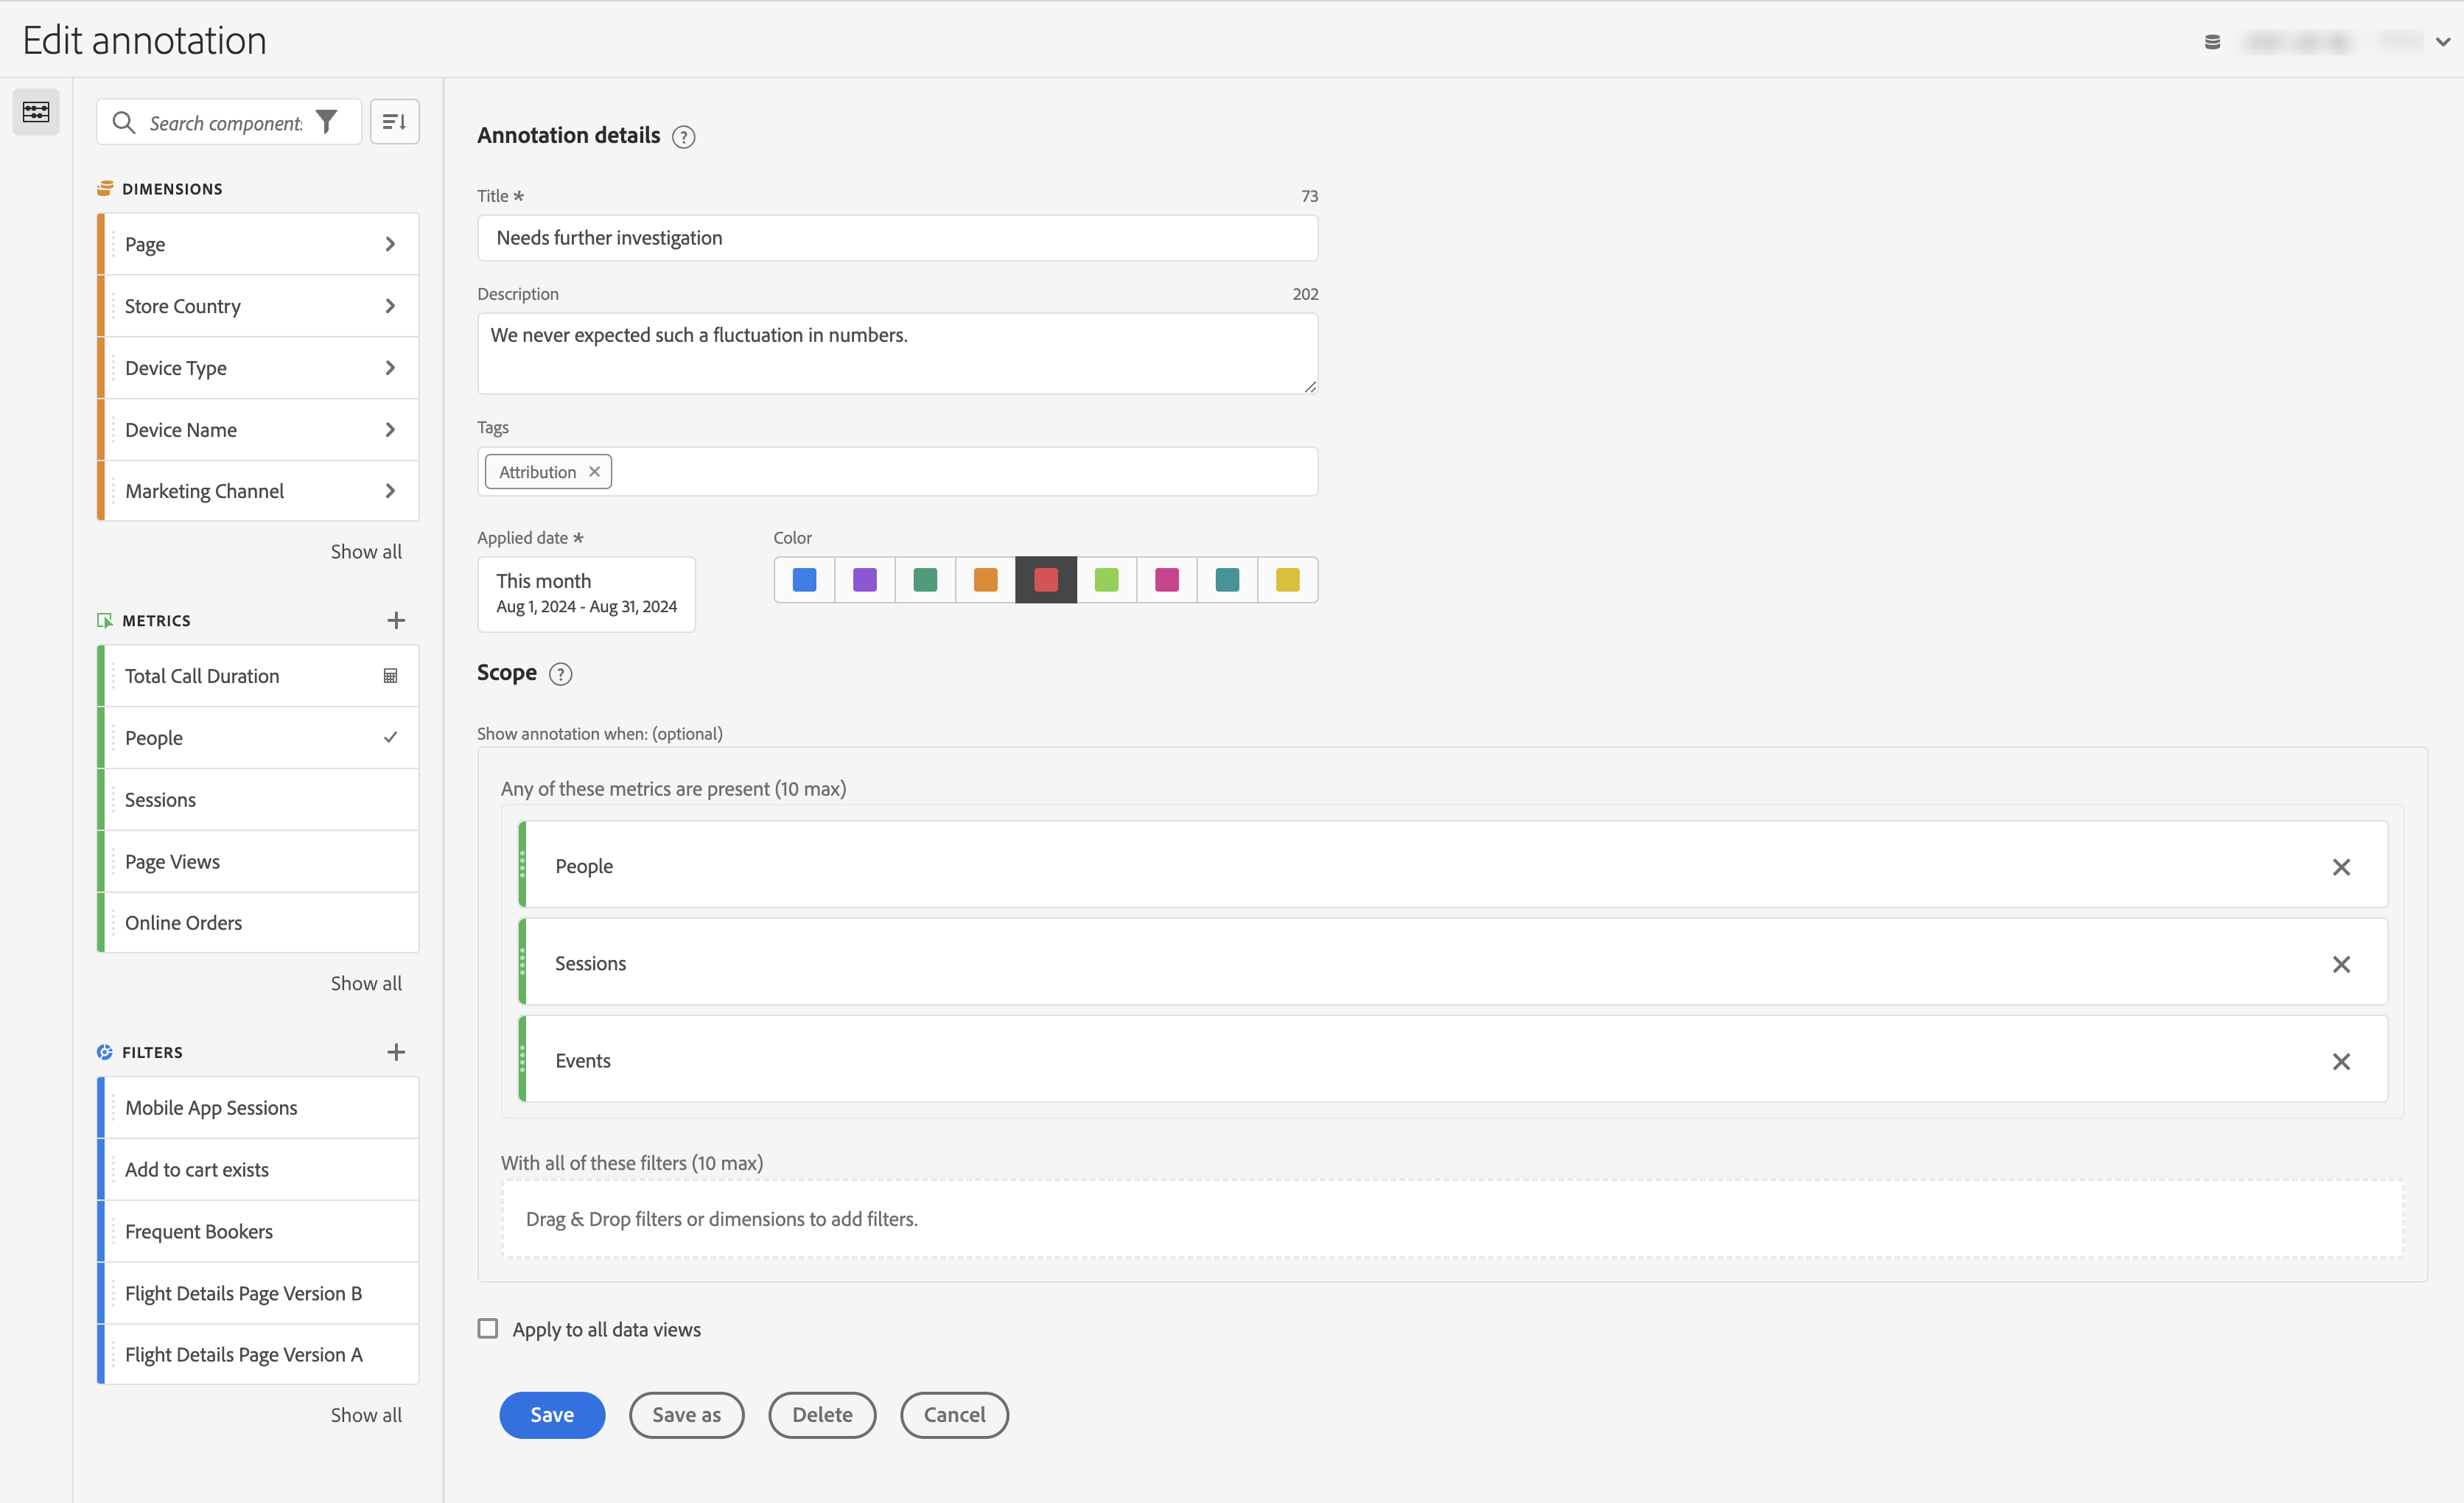 Edit annotation
Search component
DIMENSIONS
Page
Store Country
Device Type
Device Name
Marketing Channel
Show all
METRICS
Total Call Duration
People
Sessions
Page Views
Online Orders
Show all
FILTERS
Mobile App Sessions
Add to cart exists
Frequent Bookers
Flight Details Page Version B
Flight Details Page Version A
Show all
Annotation details ?
Title * 73
Needs further investigation
Description 202
We never expected such a fluctuation in numbers.
Tags
Attribution
Applied date *
This month
Aug 1, 2024 - Aug 31, 2024
Color
Scope ?
Show annotation when: (optional)
Any of these metrics are present (10 max)
People
Sessions
Events
With all of these filters (10 max)
Drag & Drop filters or dimensions to add filters.
Apply to all data views
Save Save as Delete Cancel